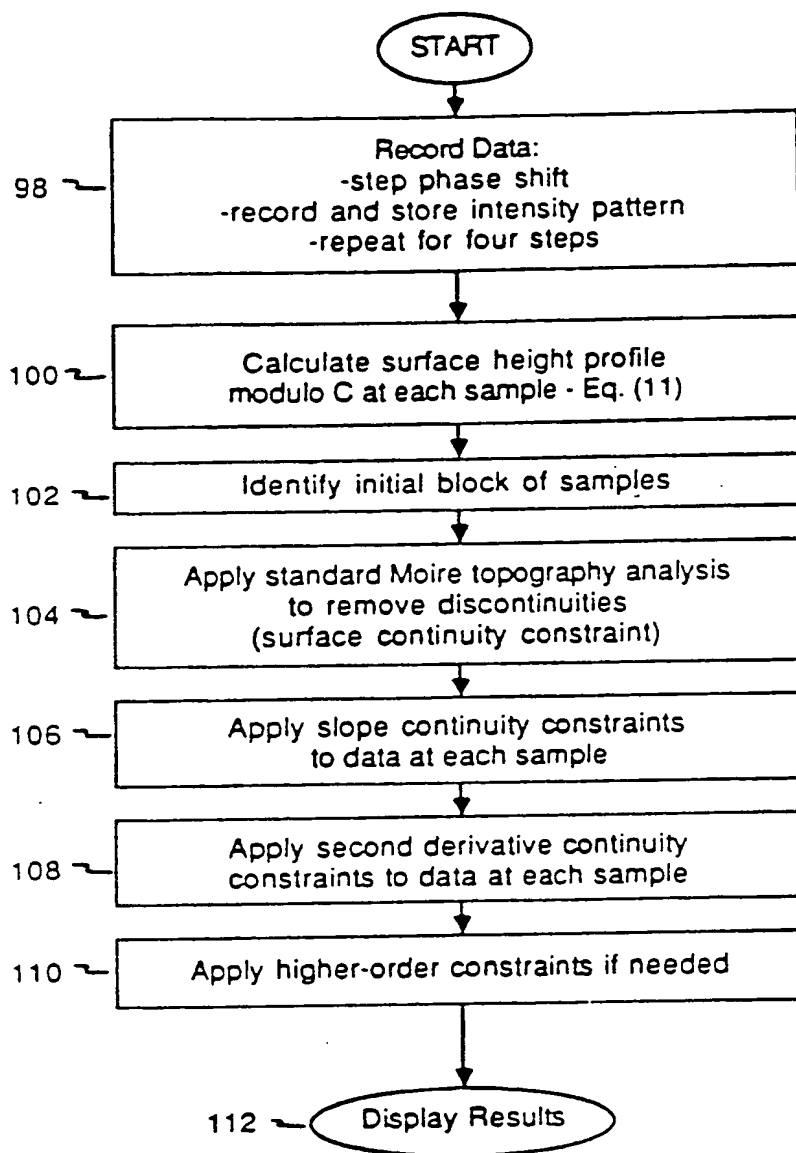 START
98
Record Data:
-step phase shift
-record and store intensity pattern
-repeat for four steps
100
Calculate surface height profile
modulo C at each sample - Eq. (11)
102
Identify initial block of samples
104
Apply standard Moire topography analysis
to remove discontinuities
(surface continuity constraint)
106
Apply slope continuity constraints
to data at each sample
108
Apply second derivative continuity
constraints to data at each sample
110
Apply higher-order constraints if needed
112
Display Results